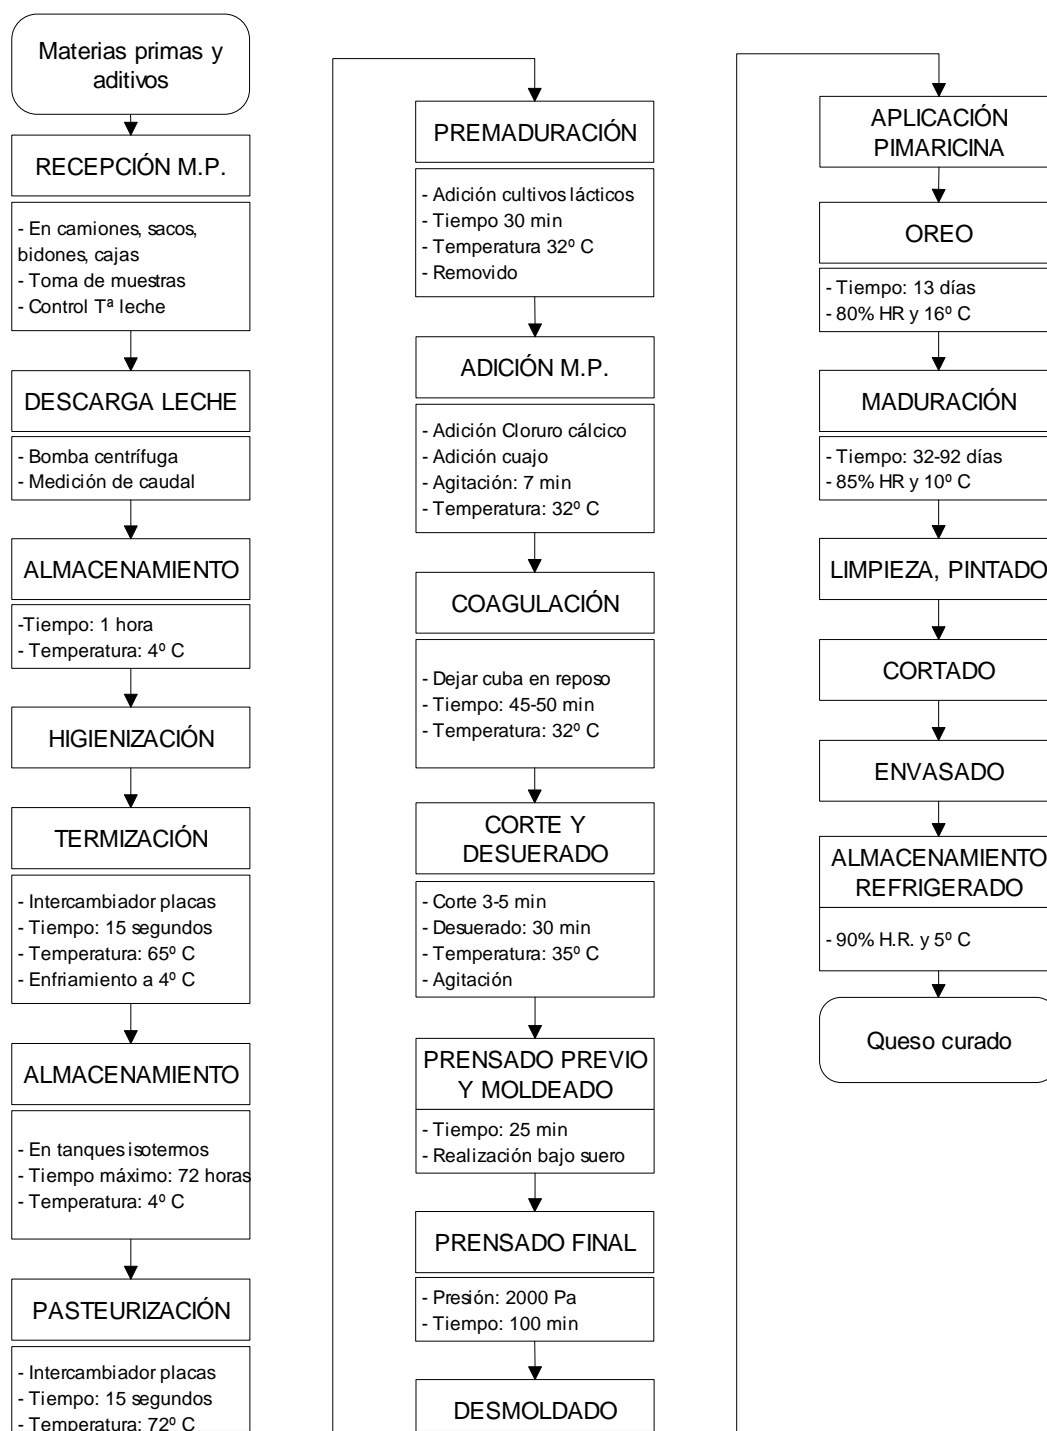 Materias primas y
aditivos
RECEPCIÓN M.P.
- En camiones, sacos,
bidones, cajas
- Toma de muestras
- Control Tª leche
DESCARGA LECHE
- Bomba centrífuga
- Medición de caudal
ALMACENAMIENTO
-Tiempo: 1 hora
- Temperatura: 4º C
HIGIENIZACIÓN
TERMIZACIÓN
- Intercambiador placas
- Tiempo: 15 segundos
- Temperatura: 65º C
- Enfriamiento a 4º C
ALMACENAMIENTO
- En tanques isotermos
- Tiempo máximo: 72 horas
- Temperatura: 4º C
PASTEURIZACIÓN
- Intercambiador placas
- Tiempo: 15 segundos
- Temperatura: 72º C
PREMADURACIÓN
- Adición cultivos lácticos
- Tiempo 30 min
- Temperatura 32º C
- Removido
ADICIÓN M.P.
- Adición Cloruro cálcico
- Adición cuajo
- Agitación: 7 min
- Temperatura: 32º C
COAGULACIÓN
- Dejar cuba en reposo
- Tiempo: 45-50 min
- Temperatura: 32º C
CORTE Y
DESUERADO
- Corte 3-5 min
- Desuerado: 30 min
- Temperatura: 35º C
- Agitación
PRENSADO PREVIO
Y MOLDEADO
- Tiempo: 25 min
- Realización bajo suero
PRENSADO FINAL
- Presión: 2000 Pa
- Tiempo: 100 min
DESMOLDADO
APLICACIÓN
PIMARICINA
OREO
- Tiempo: 13 días
- 80% HR y 16º C
MADURACIÓN
- Tiempo: 32-92 días
- 85% HR y 10º C
LIMPIEZA, PINTADO
CORTADO
ENVASADO
ALMACENAMIENTO
REFRIGERADO
- 90% H.R. y 5º C
Queso curado